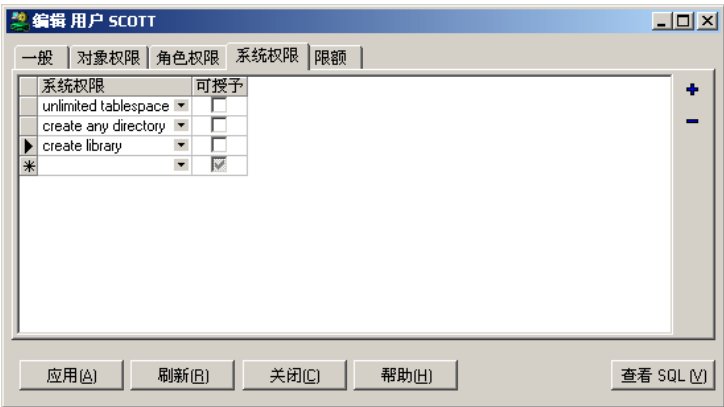 编辑 用户 SCOTT
一般 对象权限 角色权限 系统权限 限额
系统权限 可授予
unlimited tablespace
create any directory
create library
应用(A) 刷新(R) 关闭(C) 帮助(H) 查看 SQL (V)